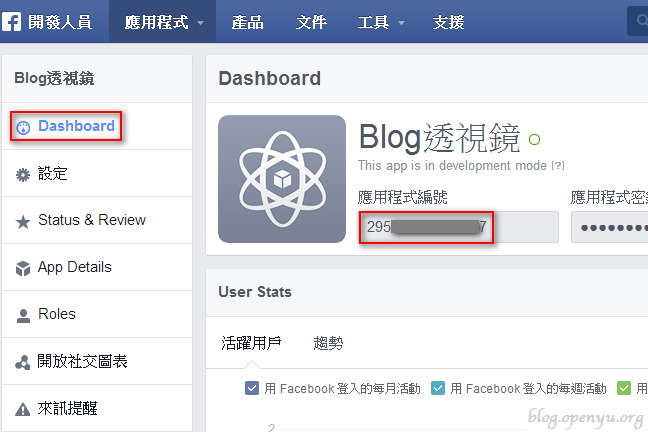 f 開發人員 應用程式 產品 文件 工具 支援
Blog透視鏡
Dashboard
設定
Status & Review
App Details
Roles
開放社交圖表
來訊提醒
Dashboard
Blog透視鏡
This app is in development mode [?]
應用程式編號
應用程式密
295 7
User Stats
活躍用戶 趨勢
用 Facebook 登入的每月活動 用 Facebook 登入的每週活動 用
2
blog.openyu.org